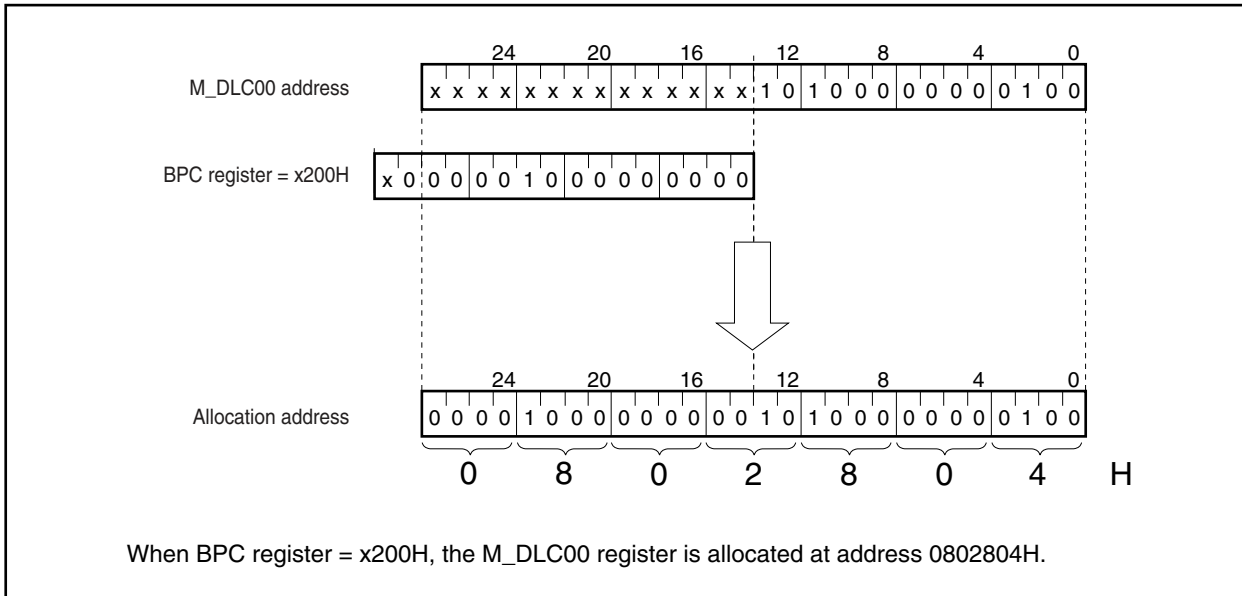 24 20 16 12 8 4 0
M_DLC00 address x x x x x x x x x x x x x x 1 0 1 0 0 0 0 0 0 0 0 1 0 0
BPC register = x200H x 0 0 0 0 0 1 0 0 0 0 0 0 0 0 0
24 20 16 12 8 4 0
Allocation address 0 0 0 0 1 0 0 0 0 0 0 0 0 0 1 0 1 0 0 0 0 0 0 0 0 1 0 0
0 8 0 2 8 0 4 H
When BPC register = x200H, the M_DLC00 register is allocated at address 0802804H.